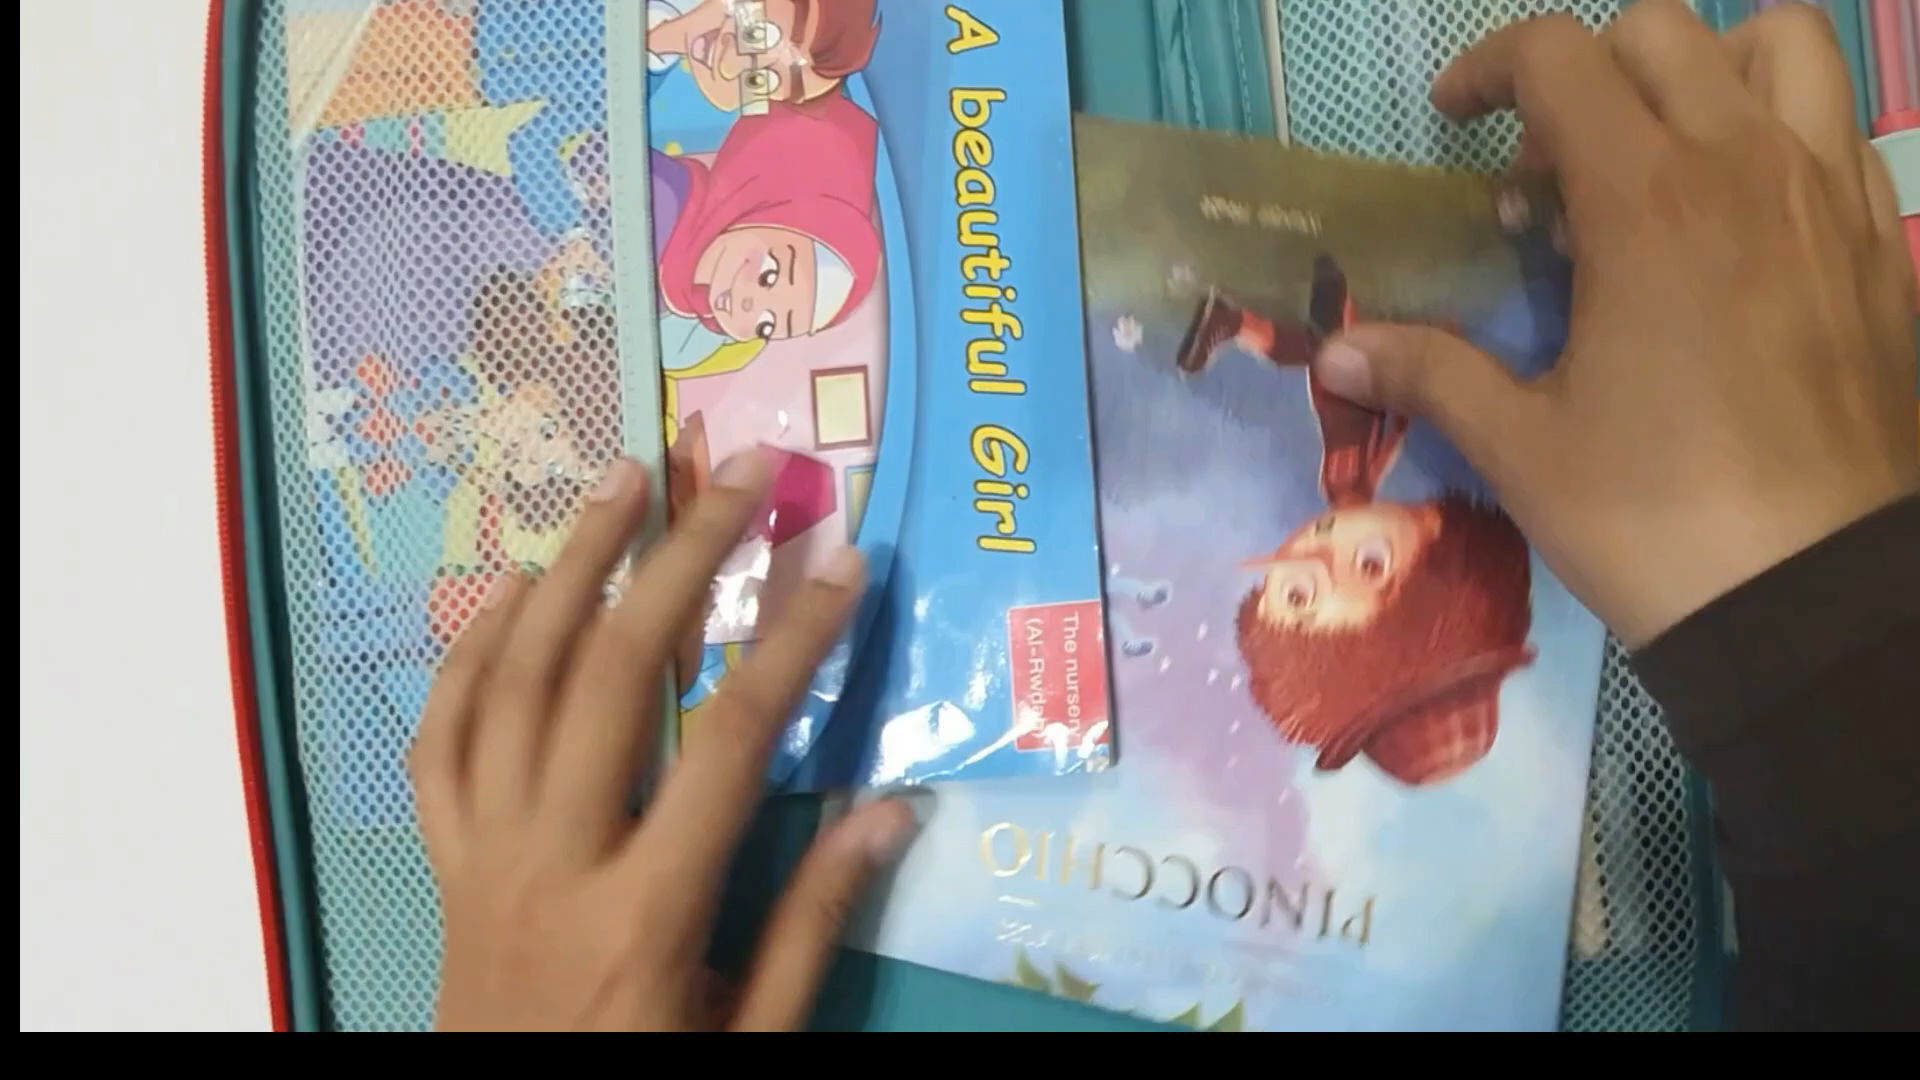 A beautiful Girl
The nursery
(Al-Rwdah)
PINOCCHIO